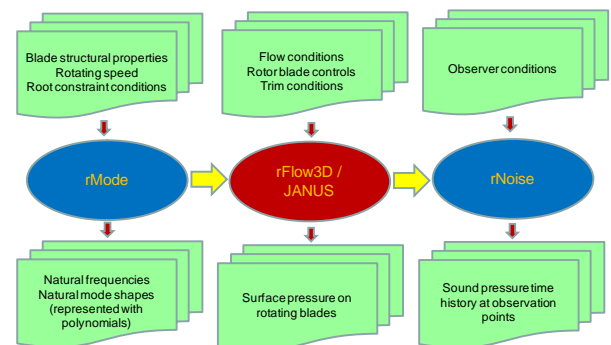 Blade structural properties
Rotating speed
Root constraint conditions
Flow conditions
Rotor blade controls
Trim conditions
Observer conditions
rMode
rFlow3D /
JANUS
rNoise
Natural frequencies
Natural mode shapes
(represented with
polynomials)
Surface pressure on
rotating blades
Sound pressure time
history at observation
points